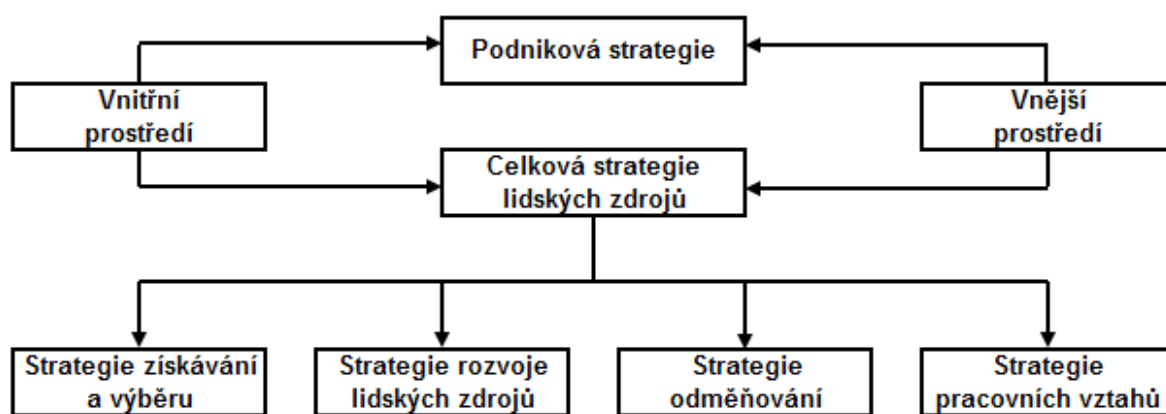 Podniková strategie
Vnitřní
prostředí
Vnější
prostředí
Celková strategie
lidských zdrojů
Strategie získávání
a výběru
Strategie rozvoje
lidských zdrojů
Strategie
odměňování
Strategie
pracovních vztahů